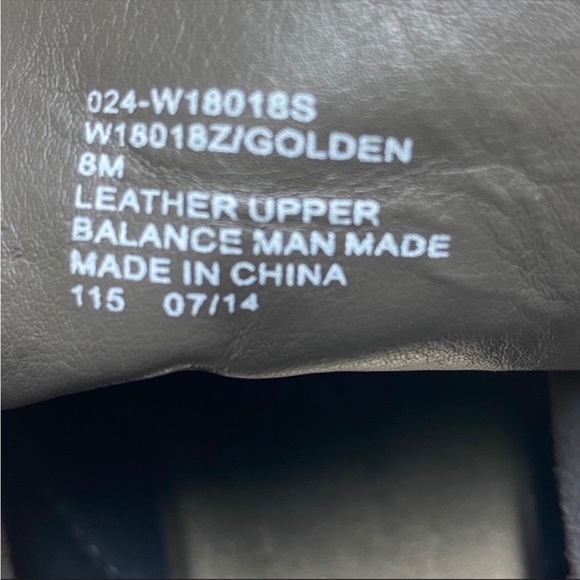 024-W18018S
W18018Z/GOLDEN
8M
LEATHER UPPER
BALANCE MAN MADE
MADE IN CHINA
115 07/14